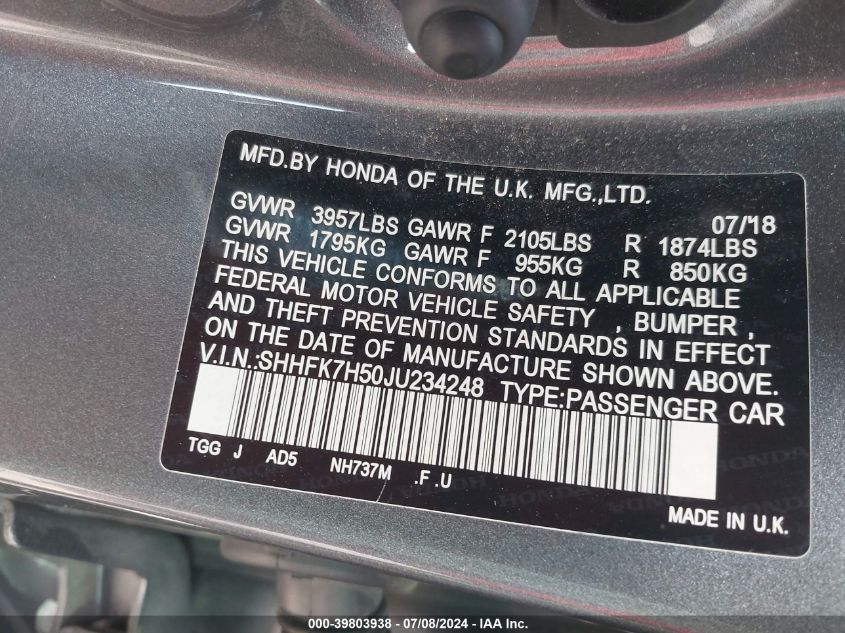 MFD.BY HONDA OF THE U.K. MFG.,LTD.
07/18
GVWR 3957LBS GAWR F 2105LBS R 1874LBS
GVWR 1795KG GAWR F 955KG R 850KG
THIS VEHICLE CONFORMS TO ALL APPLICABLE
FEDERAL MOTOR VEHICLE SAFETY , BUMPER ,
AND THEFT PREVENTION STANDARDS IN EFFECT
ON THE DATE OF MANUFACTURE SHOWN ABOVE.
V.I.N.:SHHFK7H50JU234248 TYPE:PASSENGER CAR
TGG J AD5 NH737M .F .U
MADE IN U.K.
000-39803938 - 07/08/2024 - IAA Inc.